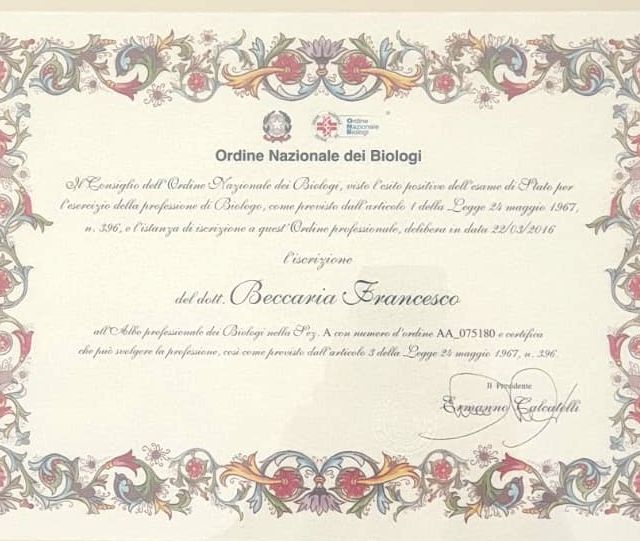 Ordine
Nazionale
Biologi
Ordine Nazionale dei Biologi
Il Consiglio dell'Ordine Nazionale dei Biologi, visto l'esito positivo dell'esame di Stato per
l'esercizio della professione di Biologo, come previsto dall'articolo 1 della Legge 24 maggio 1967,
n. 396, e l'istanza di iscrizione a quest'Ordine professionale, delibera in data 22/03/2016
l'iscrizione
del dott. Beccaria Francesco
all'Albo professionale dei Biologi nella Sez. A con numero d'ordine AA_075180 e certifica
che può svolgere la professione, così come previsto dall'articolo 3 della Legge 24 maggio 1967, n. 396
Il Presidente
Ermanno Calcatelli